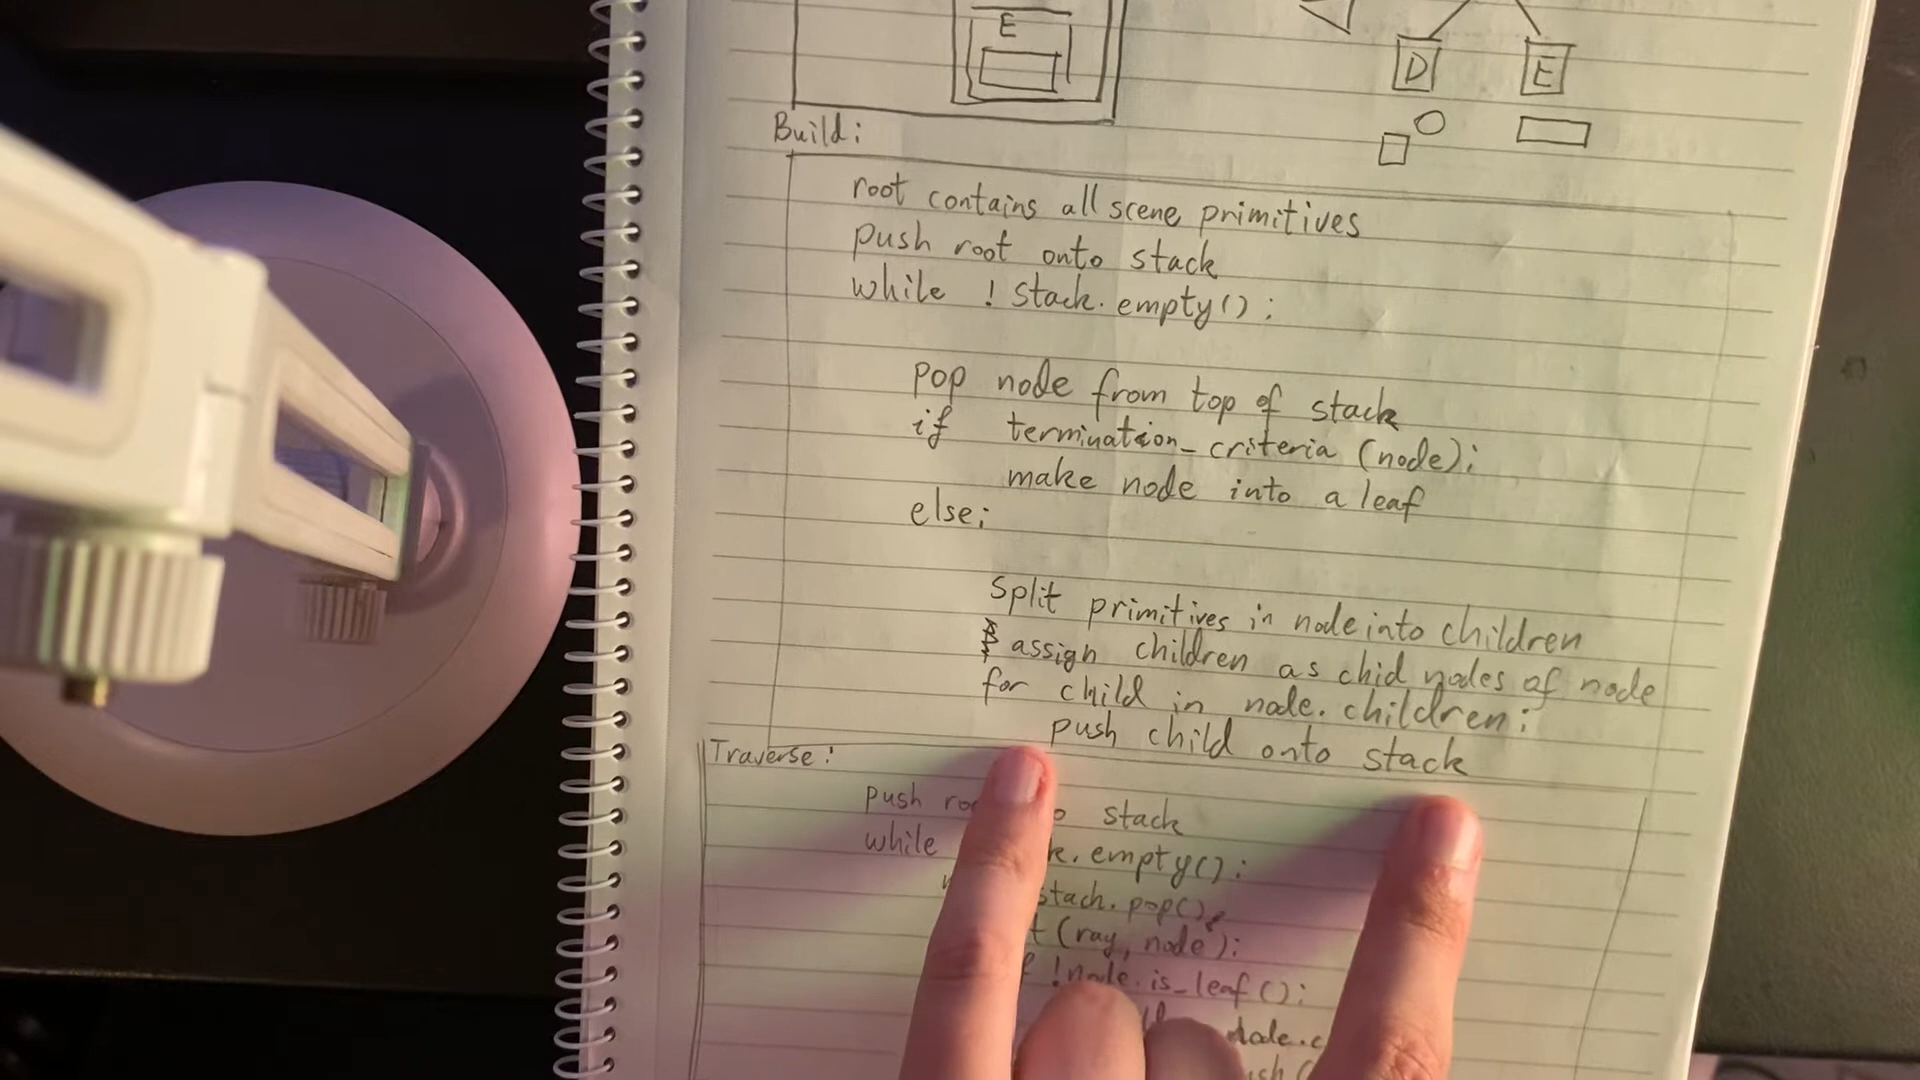 E
D E
Build:
root contains all scene primitives
push root onto stack
while ! stack.empty():
pop node from top of stack
if termination_criteria (node):
make node into a leaf
else:
split primitives in node into children
assign children as chid nodes of node
for child in node.children:
push child onto stack
Traverse:
push stack
while .empty():
stack.pop()
(ray, node):
!node.is_leaf():